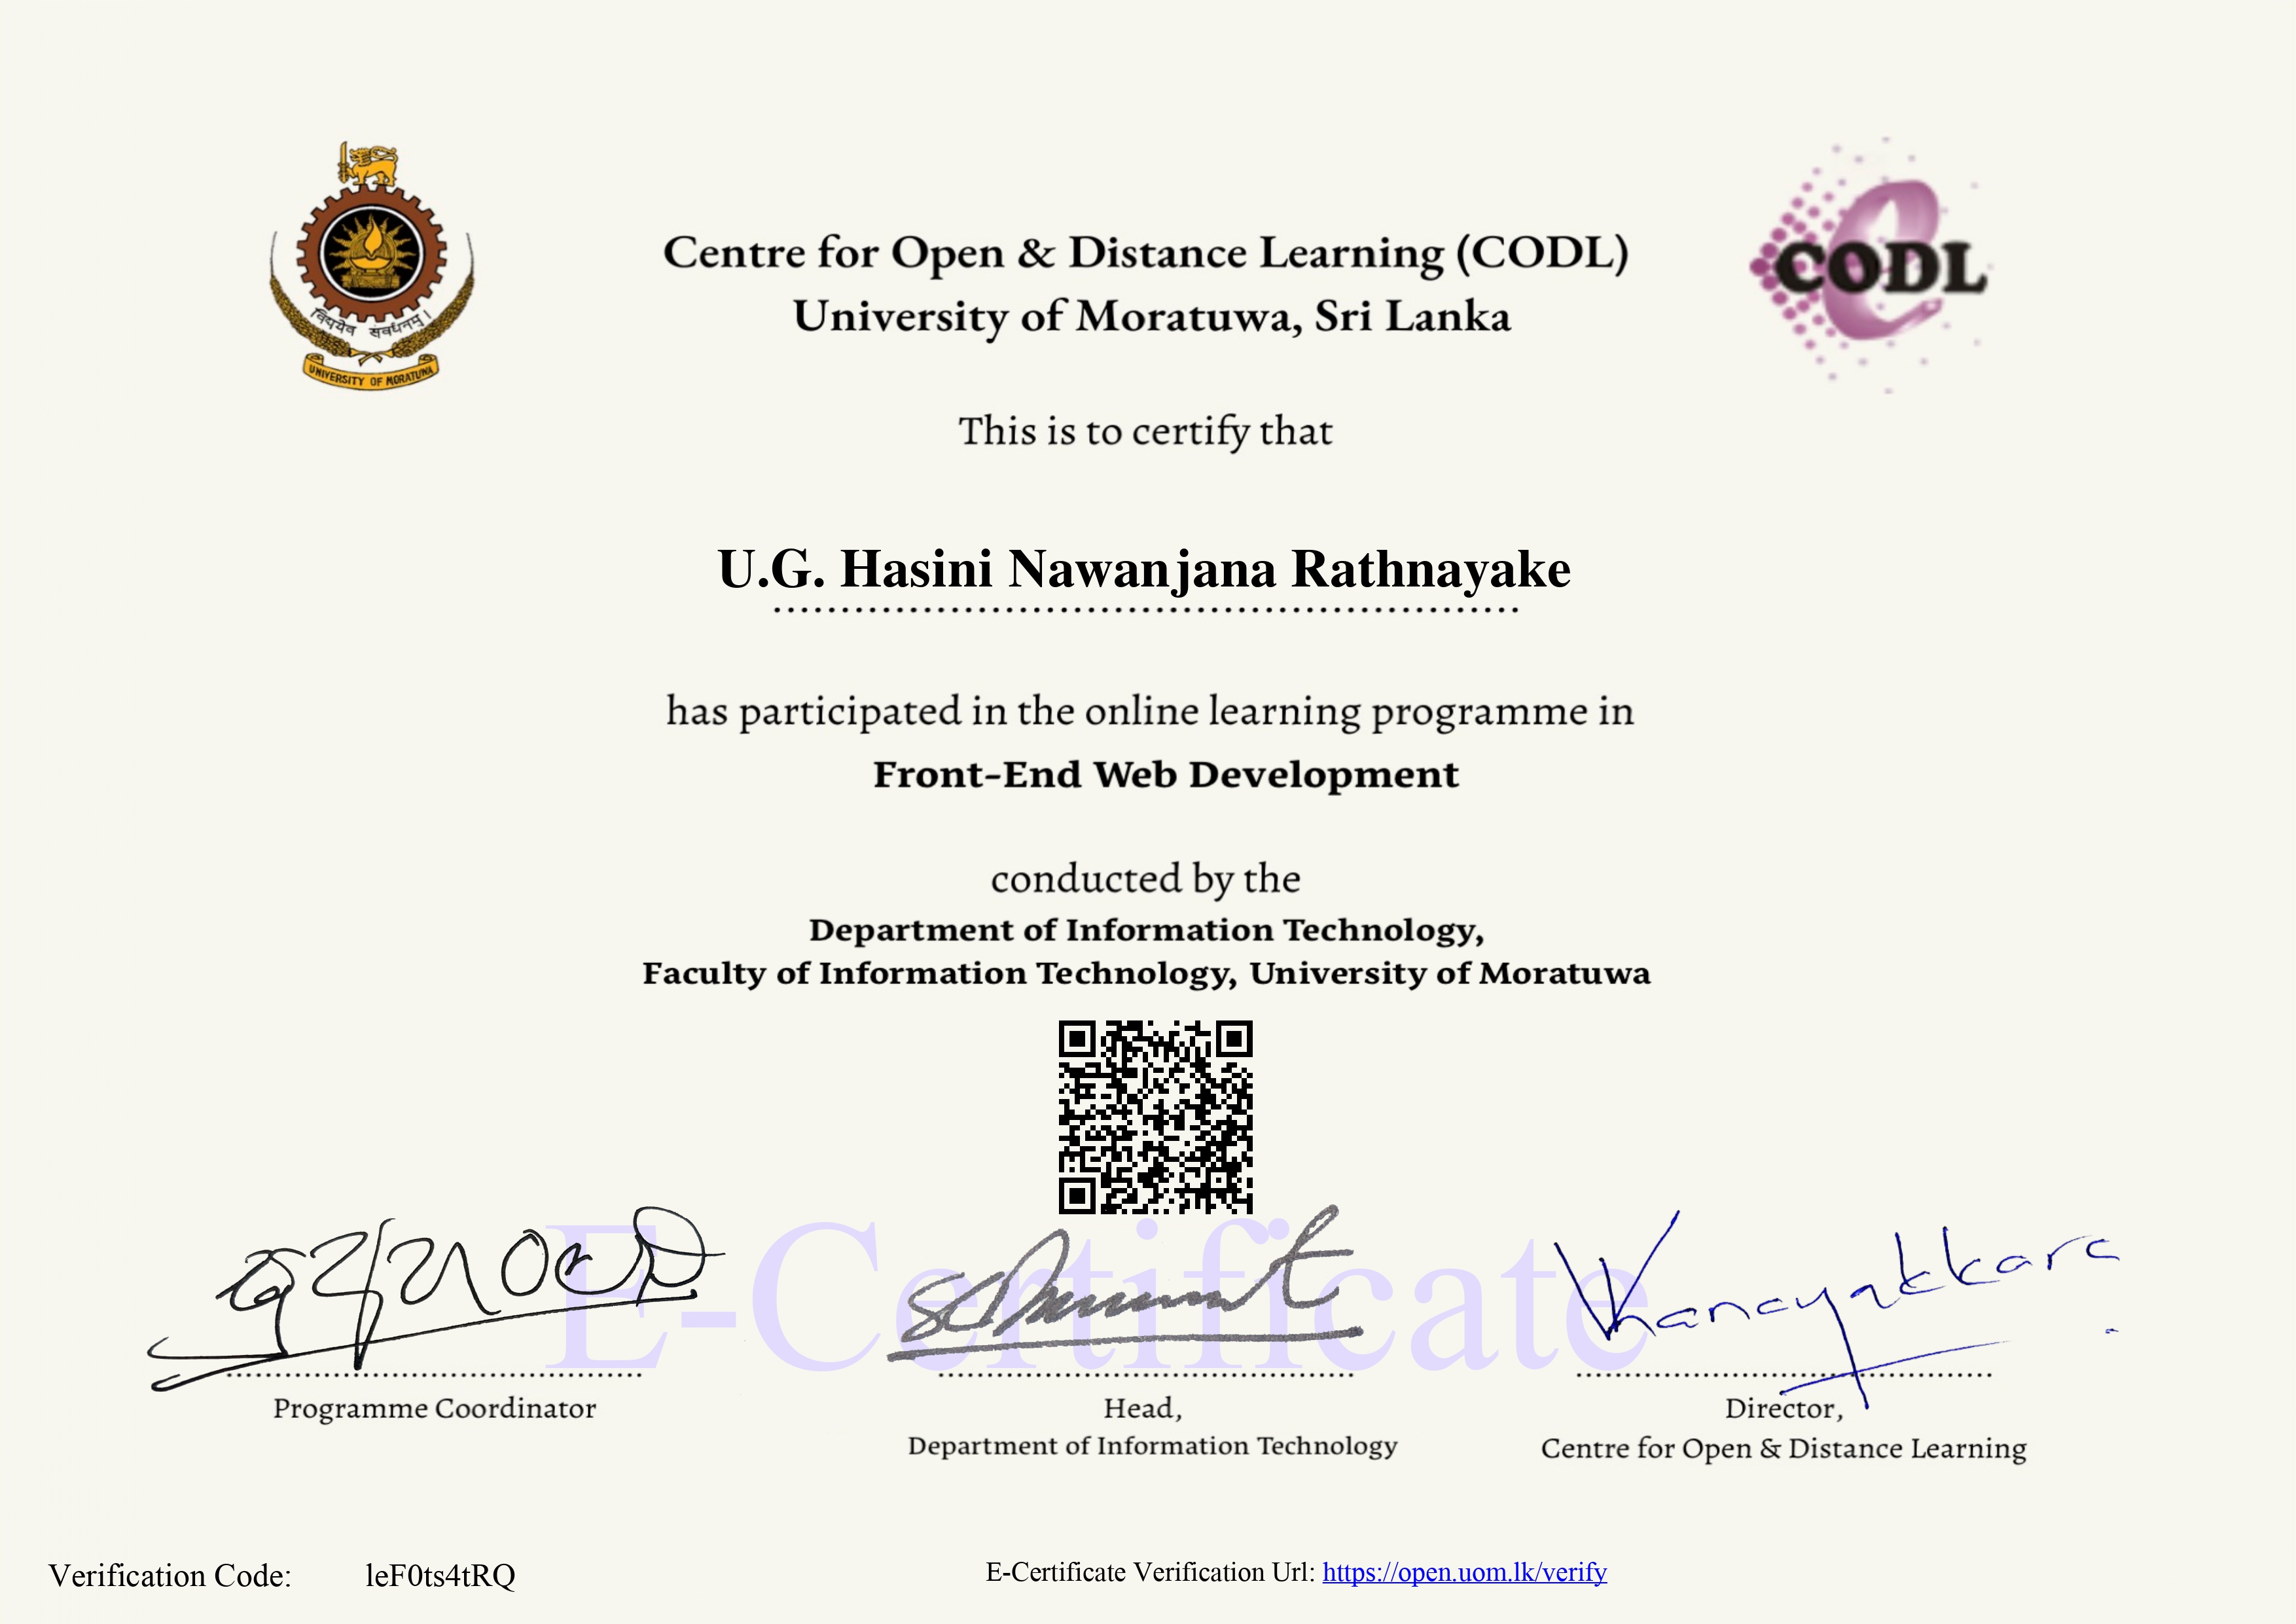 विद्ययैव संवर्धनम् ।
UNIVERSITY OF MORATUWA
CODL
Centre for Open & Distance Learning (CODL)
University of Moratuwa, Sri Lanka
This is to certify that
U.G. Hasini Nawanjana Rathnayake
has participated in the online learning programme in
Front-End Web Development
conducted by the
Department of Information Technology,
Faculty of Information Technology, University of Moratuwa
E-Certificate
Programme Coordinator
Head,
Department of Information Technology
Director,
Centre for Open & Distance Learning
Verification Code: leF0ts4tRQ
E-Certificate Verification Url: https://open.uom.lk/verify